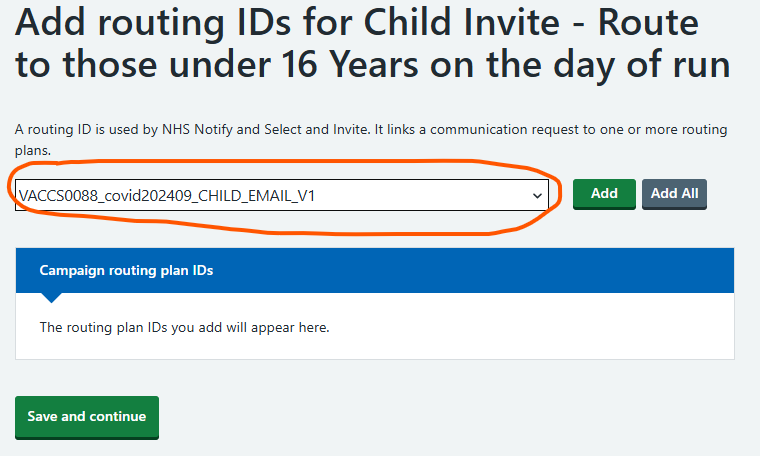 Add routing IDs for Child Invite - Route
to those under 16 Years on the day of run
A routing ID is used by NHS Notify and Select and Invite. It links a communication request to one or more routing
plans.
VACCS0088_covid202409_CHILD_EMAIL_V1
Add
Add All
Campaign routing plan IDs
The routing plan IDs you add will appear here.
Save and continue